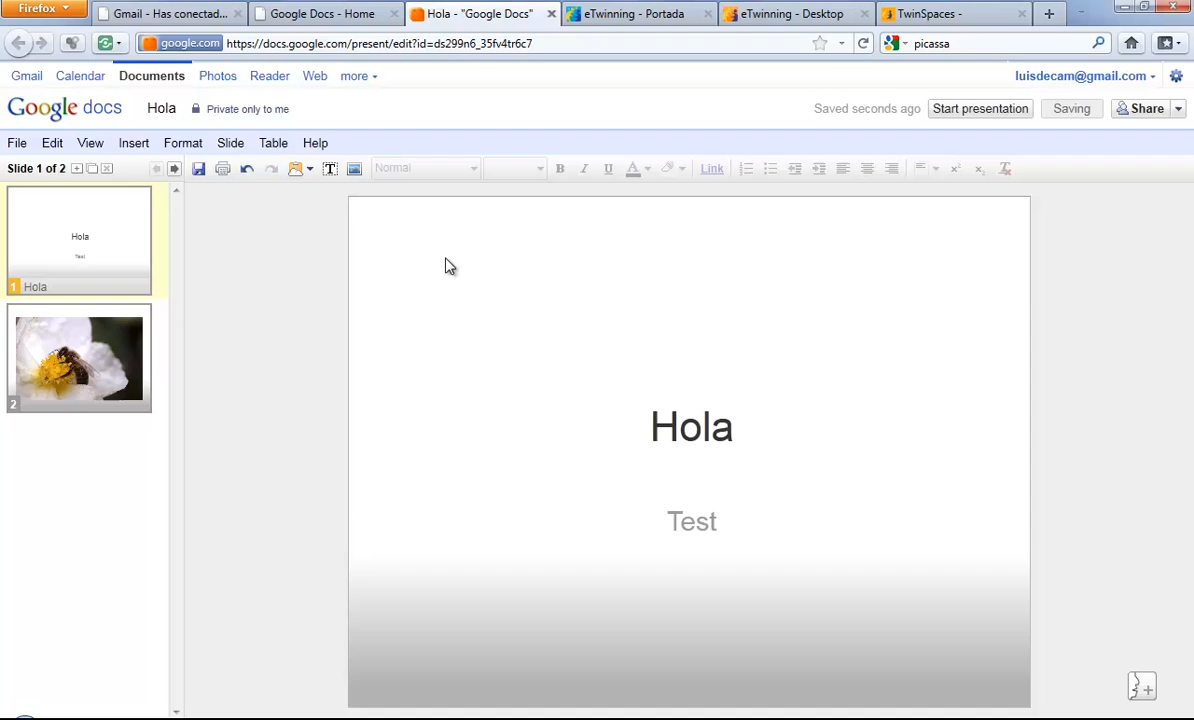 Firefox
Gmail - Has conectad...
Google Docs - Home
Hola - "Google Docs"
eTwinning - Portada
eTwinning - Desktop
TwinSpaces -
google.com
https://docs.google.com/present/edit?id=ds299n6_35fv4tr6c7
picassa
Gmail Calendar Documents Photos Reader Web more
luisdecam@gmail.com
Google docs
Hola
Private only to me
Saved seconds ago
Start presentation
Saving
Share
File Edit View Insert Format Slide Table Help
Slide 1 of 2
Normal
B I U A Link
Hola
Test
1 Hola
2
Hola
Test